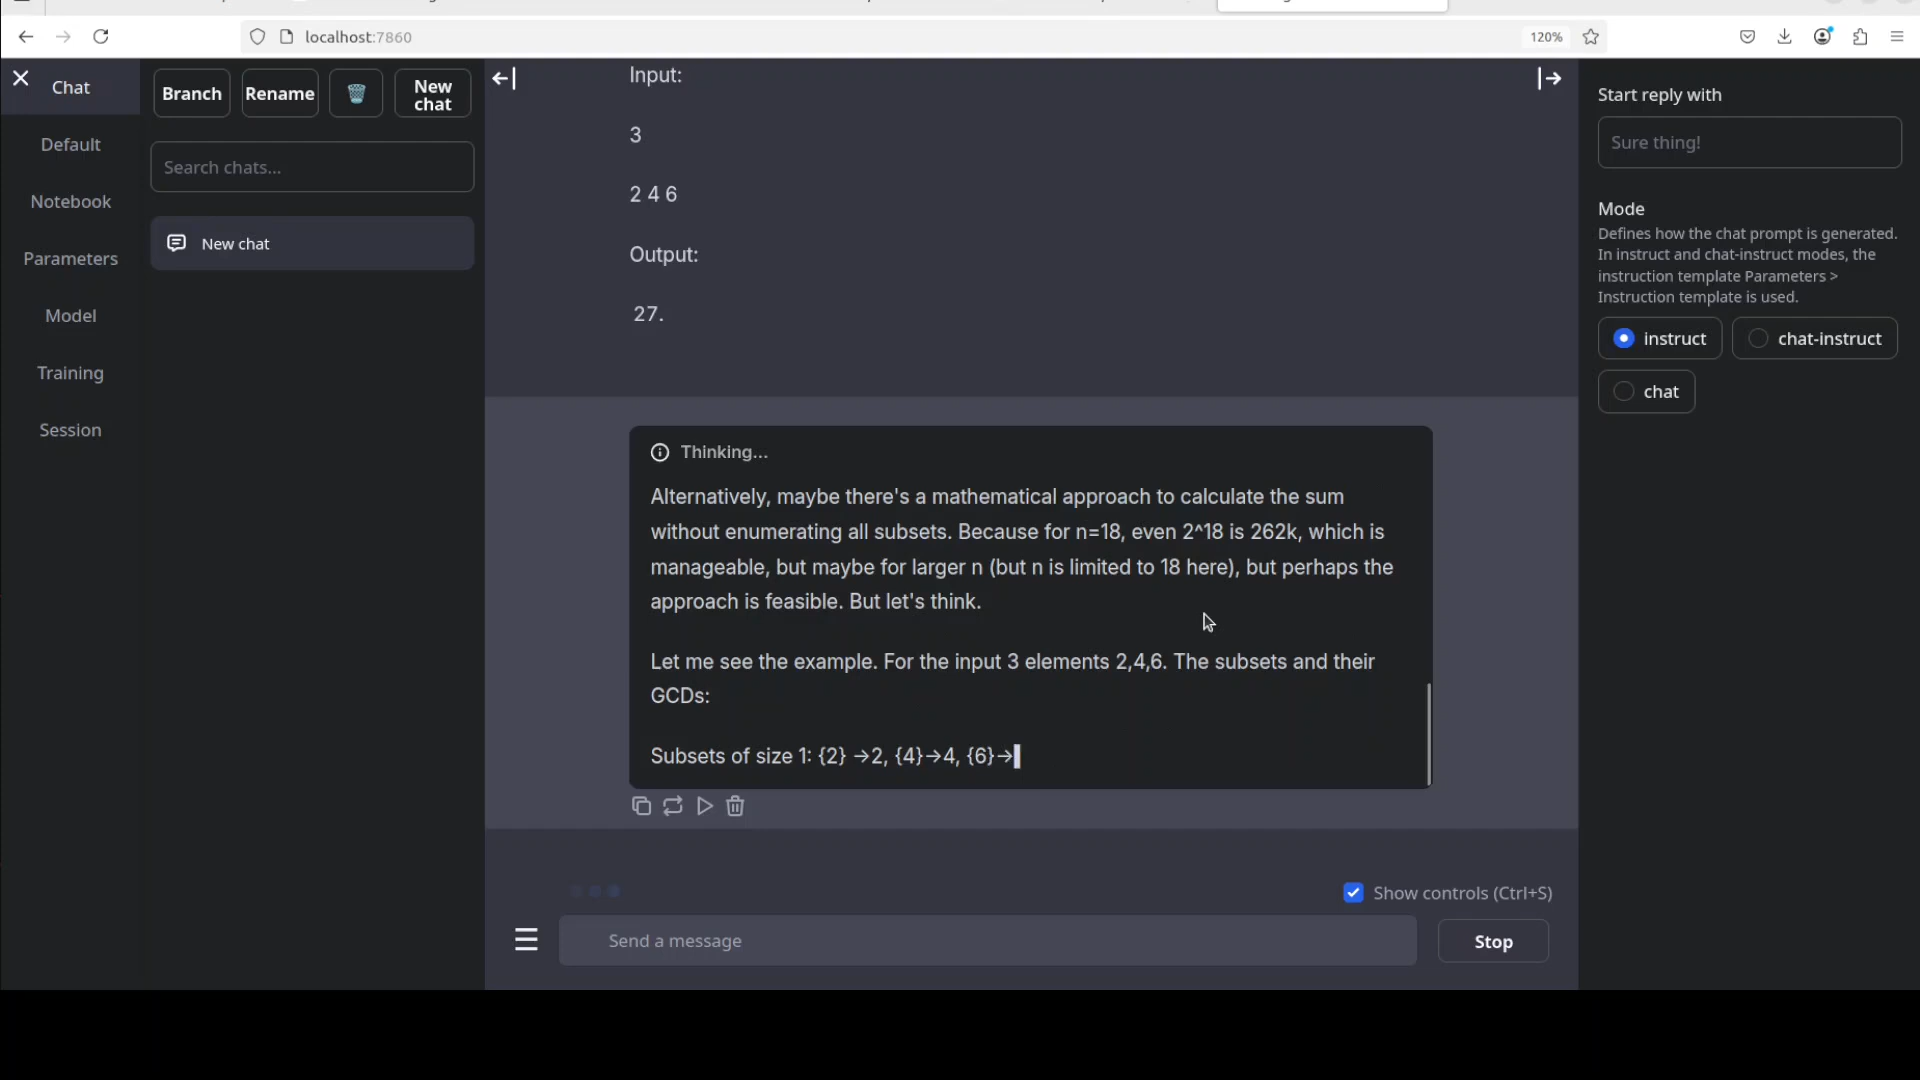 localhost:7860
120%
Chat
Default
Notebook
Parameters
Model
Training
Session
Branch
Rename
New
chat
Search chats...
New chat
Input:
3
2 4 6
Output:
27.
Thinking...
Alternatively, maybe there's a mathematical approach to calculate the sum
without enumerating all subsets. Because for n=18, even 2^18 is 262k, which is
manageable, but maybe for larger n (but n is limited to 18 here), but perhaps the
approach is feasible. But let's think.
Let me see the example. For the input 3 elements 2,4,6. The subsets and their
GCDs:
Subsets of size 1: {2} →2, {4}→4, {6}→
Show controls (Ctrl+S)
Send a message
Stop
Start reply with
Sure thing!
Mode
Defines how the chat prompt is generated.
In instruct and chat-instruct modes, the
instruction template Parameters >
Instruction template is used.
instruct
chat-instruct
chat